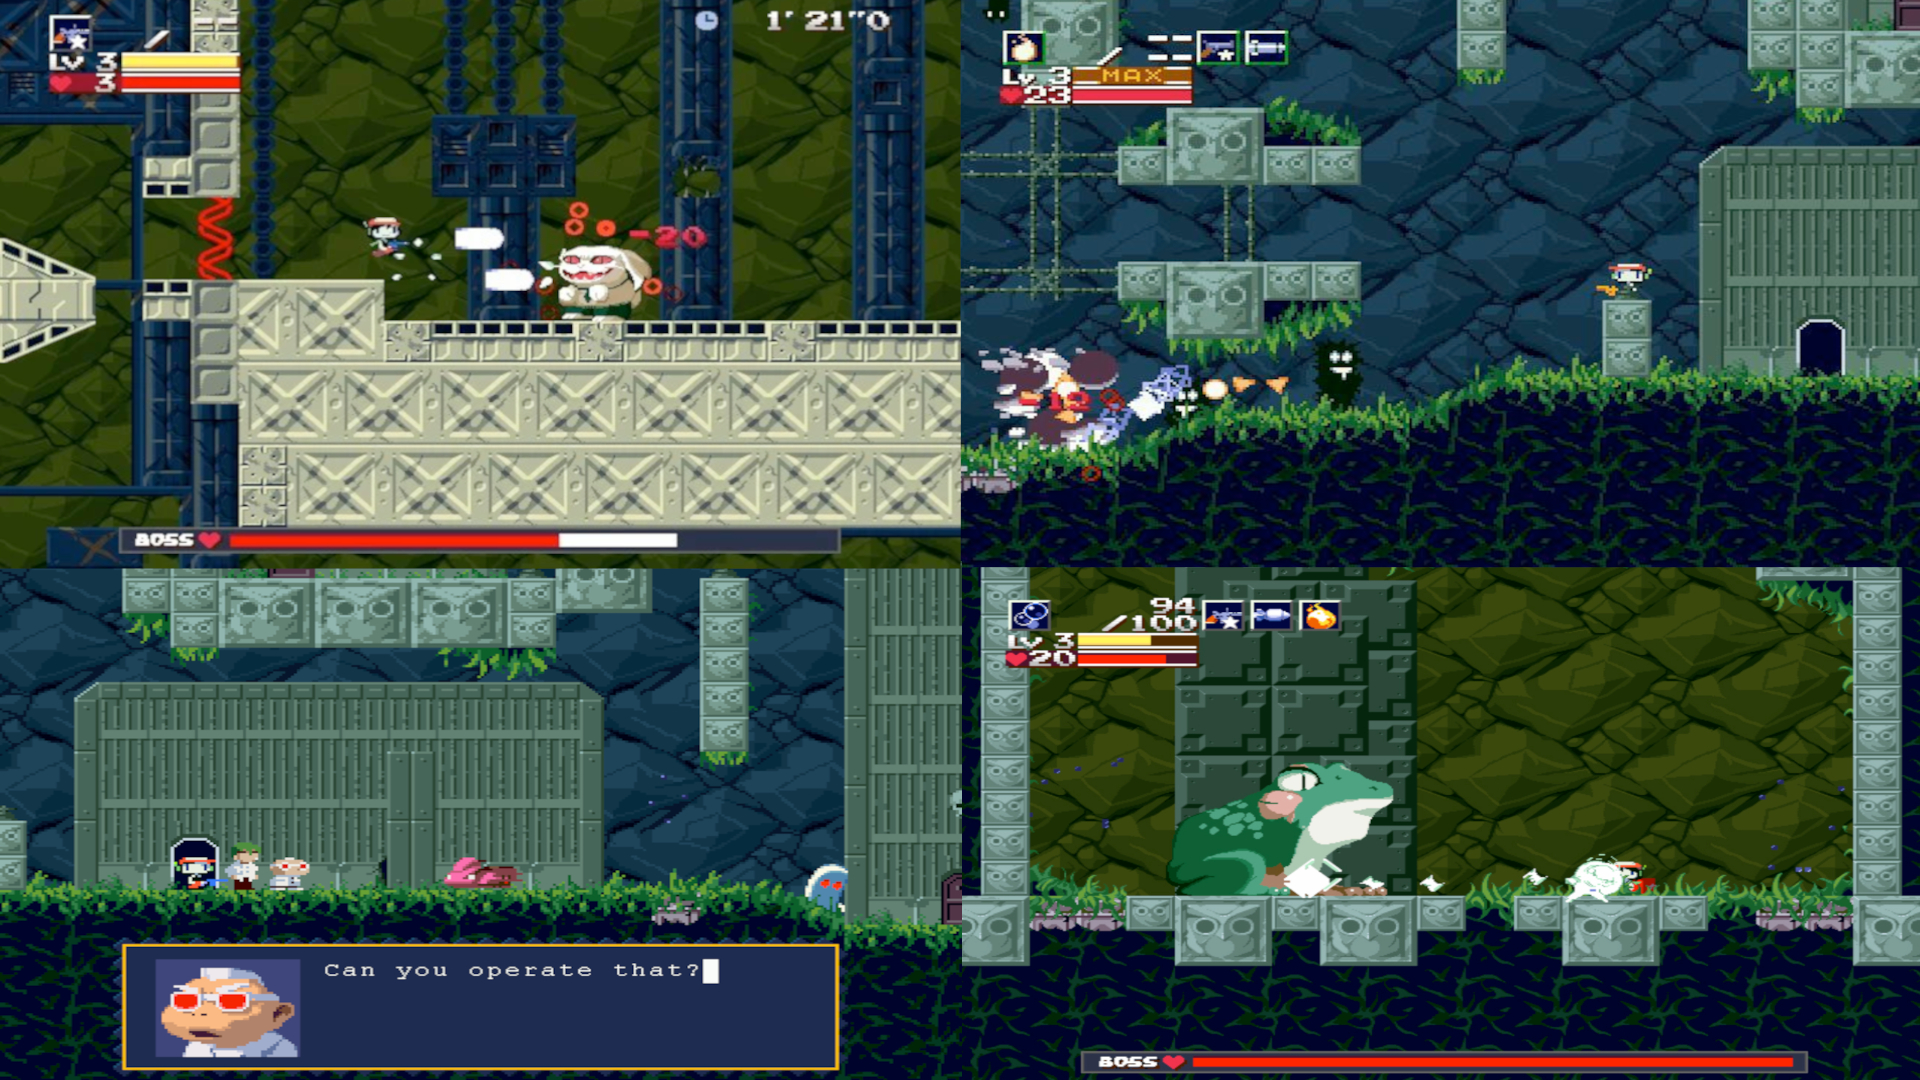 1' 21"0
Lv 3
3
BOSS
--
--
Lv 3 MAX
23
Can you operate that?
94
/100
Lv 3
20
BOSS